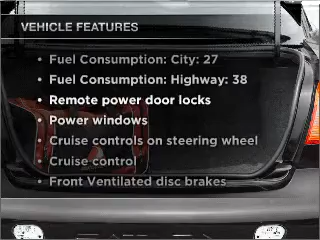 VEHICLE FEATURES
• Fuel Consumption: City: 27
• Fuel Consumption: Highway: 38
• Remote power door locks
• Power windows
• Cruise controls on steering wheel
• Cruise control
• Front Ventilated disc brakes